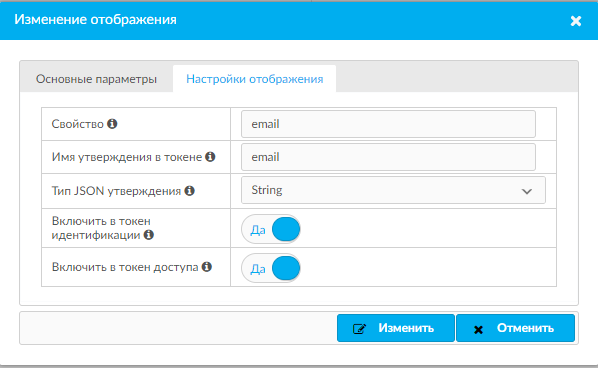 Изменение отображения
Основные параметры
Настройки отображения
Свойство
email
Имя утверждения в токене
email
Тип JSON утверждения
String
Включить в токен
идентификации
Да
Включить в токен доступа
Да
Изменить
Отменить